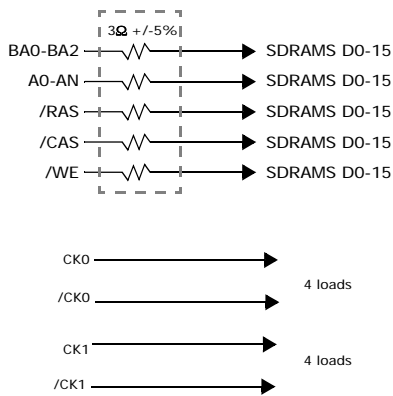 3Ω +/-5%
BA0-BA2 SDRAMS D0-15
A0-AN SDRAMS D0-15
/RAS SDRAMS D0-15
/CAS SDRAMS D0-15
/WE SDRAMS D0-15
CK0
4 loads
/CK0
CK1
4 loads
/CK1